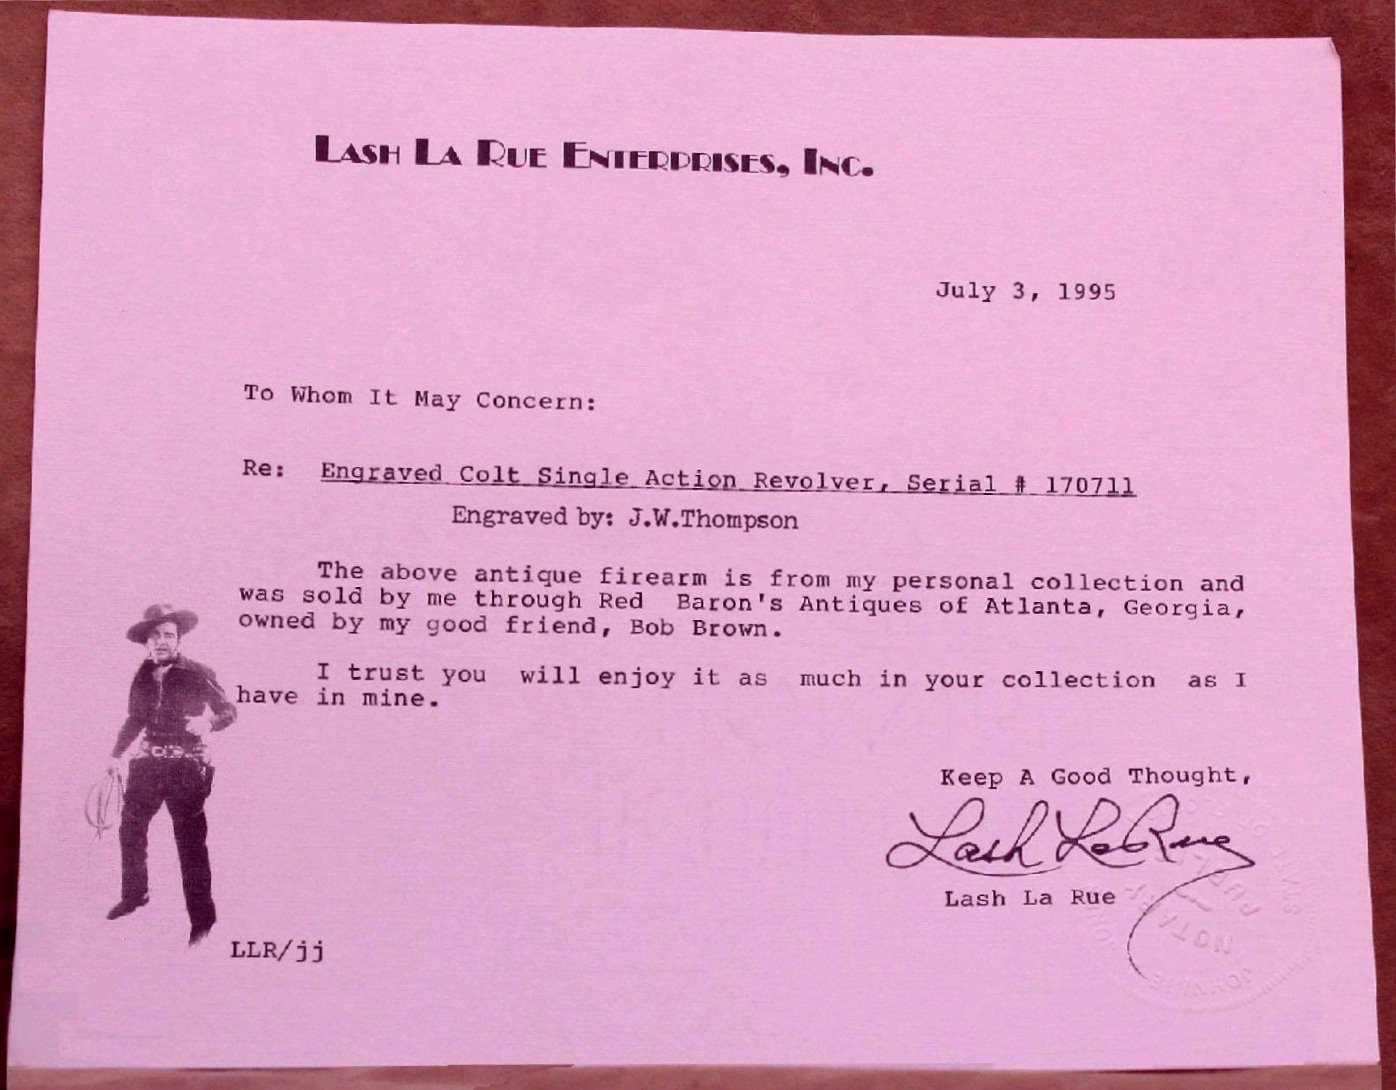 Lash La Rue Enterprises, Inc.
July 3, 1995
To Whom It May Concern:
Re: Engraved Colt Single Action Revolver, Serial # 170711
Engraved by: J.W.Thompson
The above antique firearm is from my personal collection and
was sold by me through Red Baron's Antiques of Atlanta, Georgia,
owned by my good friend, Bob Brown.
I trust you will enjoy it as much in your collection as I
have in mine.
Keep A Good Thought,
Lash LaRue
Lash La Rue
NOTARY PUBLIC
LLR/jj